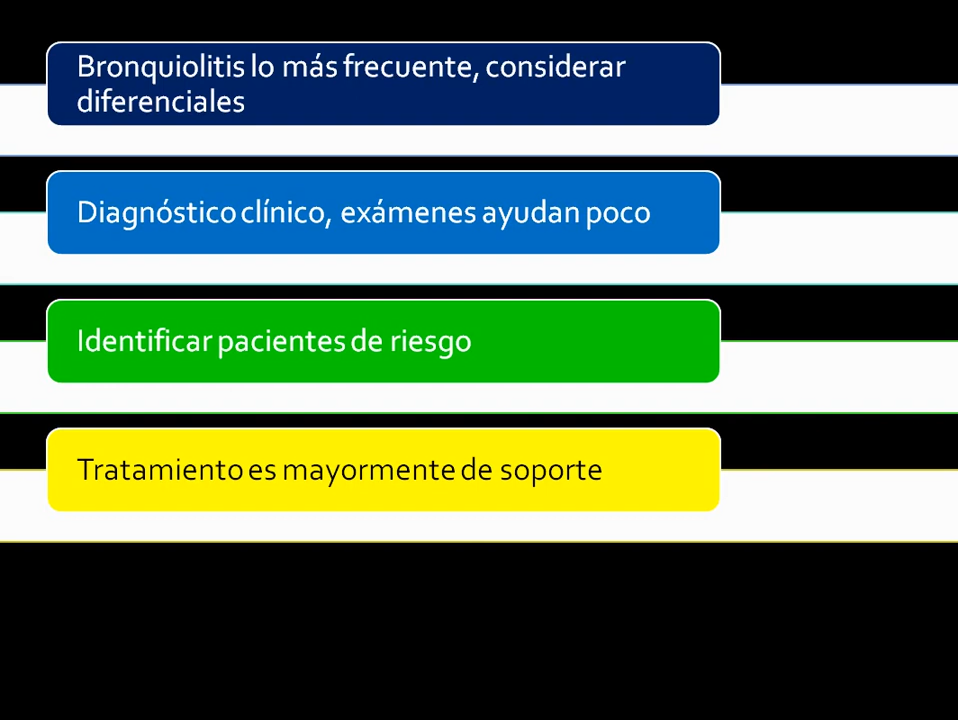 Bronquiolitis lo más frecuente, considerar
diferenciales
Diagnóstico clínico, exámenes ayudan poco
Identificar pacientes de riesgo
Tratamiento es mayormente de soporte